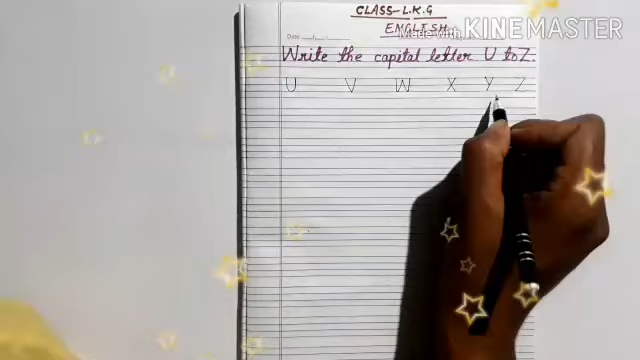 CLASS-L.K.G
ENGLISH
Made With KINEMASTER
Date
Write the capital letter U to Z.
U V W X Y Z